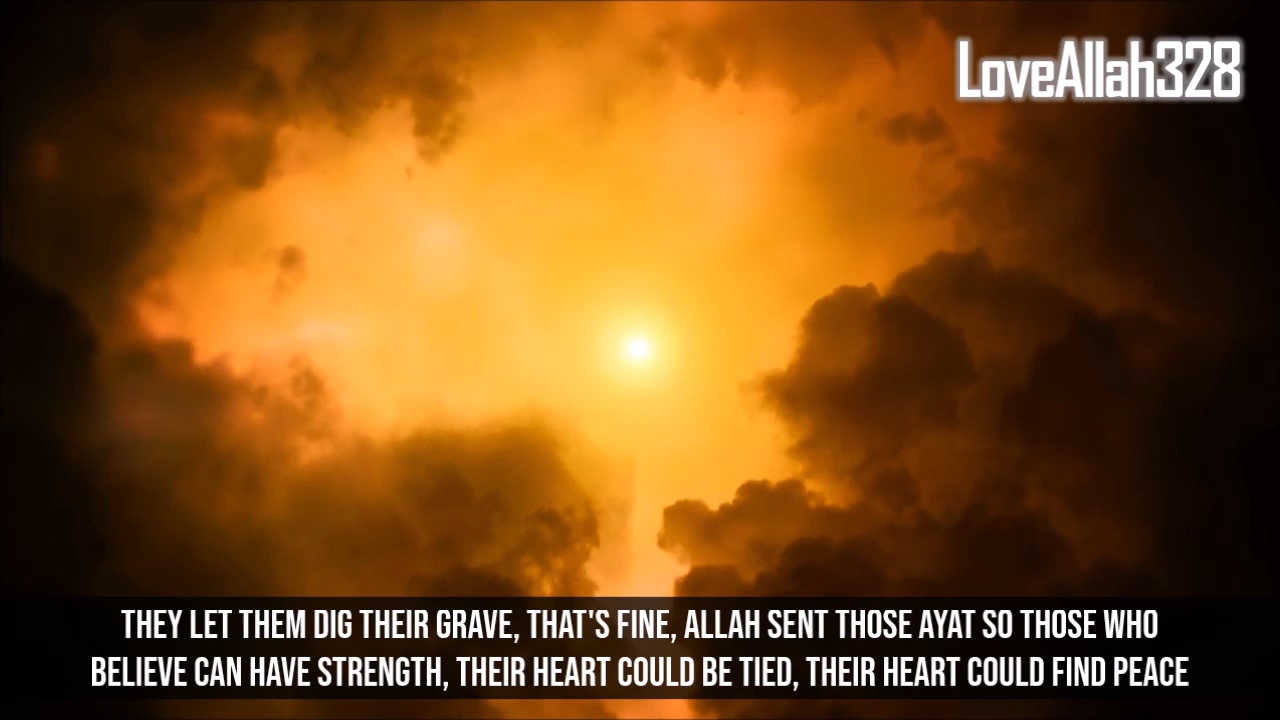 LoveAllah328
THEY LET THEM DIG THEIR GRAVE, THAT'S FINE, ALLAH SENT THOSE AYAT SO THOSE WHO
BELIEVE CAN HAVE STRENGTH, THEIR HEART COULD BE TIED, THEIR HEART COULD FIND PEACE